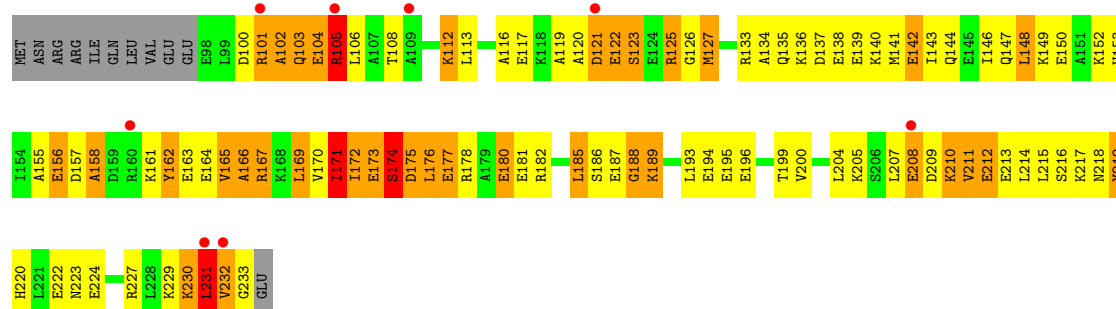 MET ASN ARG ARG ILE GLN LEU VAL GLU GLU E98 L99 D100 R101 A102 Q103 E104 R105 L106 A107 T108 A109 K112 L113 A116 E117 K118 A119 A120 D121 E122 S123 E124 R125 G126 M127 R133 A134 Q135 K136 D137 E138 E139 K140 M141 E142 I143 Q144 E145 I146 Q147 L148 K149 E150 A151 K152
I154 A155 E156 D157 A158 D159 R160 K161 Y162 E163 E164 V165 A166 R167 K168 L169 V170 I171 I172 E173 S174 D175 L176 E177 R178 A179 E180 E181 R182 L185 S186 E187 G188 K189 L193 E194 E195 E196 T199 V200 L204 K205 S206 L207 E208 D209 K210 V211 E212 E213 L214 L215 S216 K217 N218
H220 L221 E222 N223 E224 R227 L228 K229 K230 L231 V232 G233 GLU